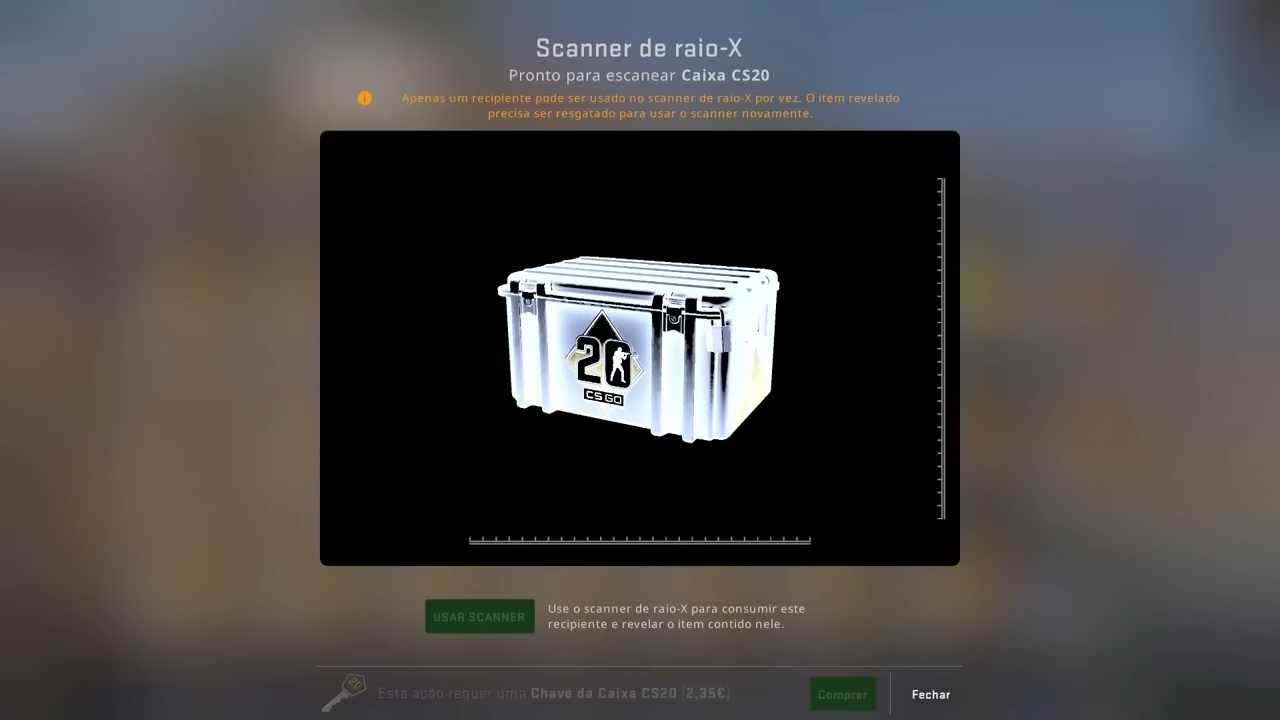 Scanner de raio-X
Pronto para escanear Caixa CS20
Apenas um recipiente pode ser usado no scanner de raio-X por vez. O item revelado
precisa ser resgatado para usar o scanner novamente.
20
CS GO
USAR SCANNER
Use o scanner de raio-X para consumir este
recipiente e revelar o item contido nele.
Esta ação requer uma Chave da Caixa CS20 [2,35€]
Comprar
Fechar